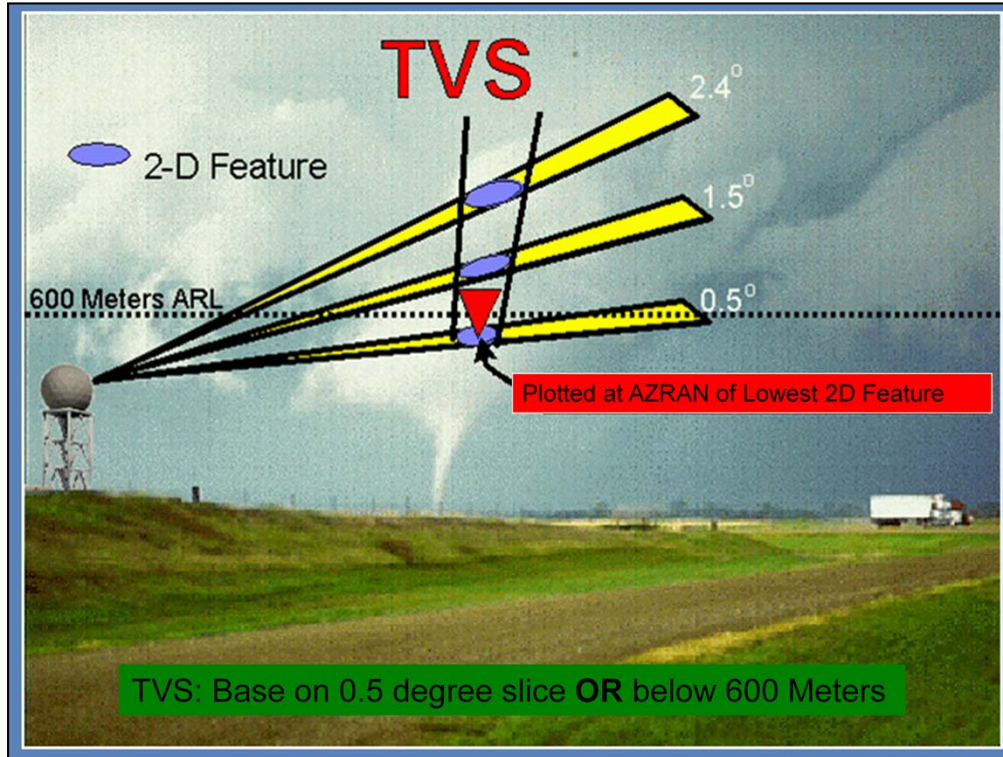 TVS
2.4°
2-D Feature
1.5°
600 Meters ARL
0.5°
Plotted at AZRAN of Lowest 2D Feature
TVS: Base on 0.5 degree slice OR below 600 Meters